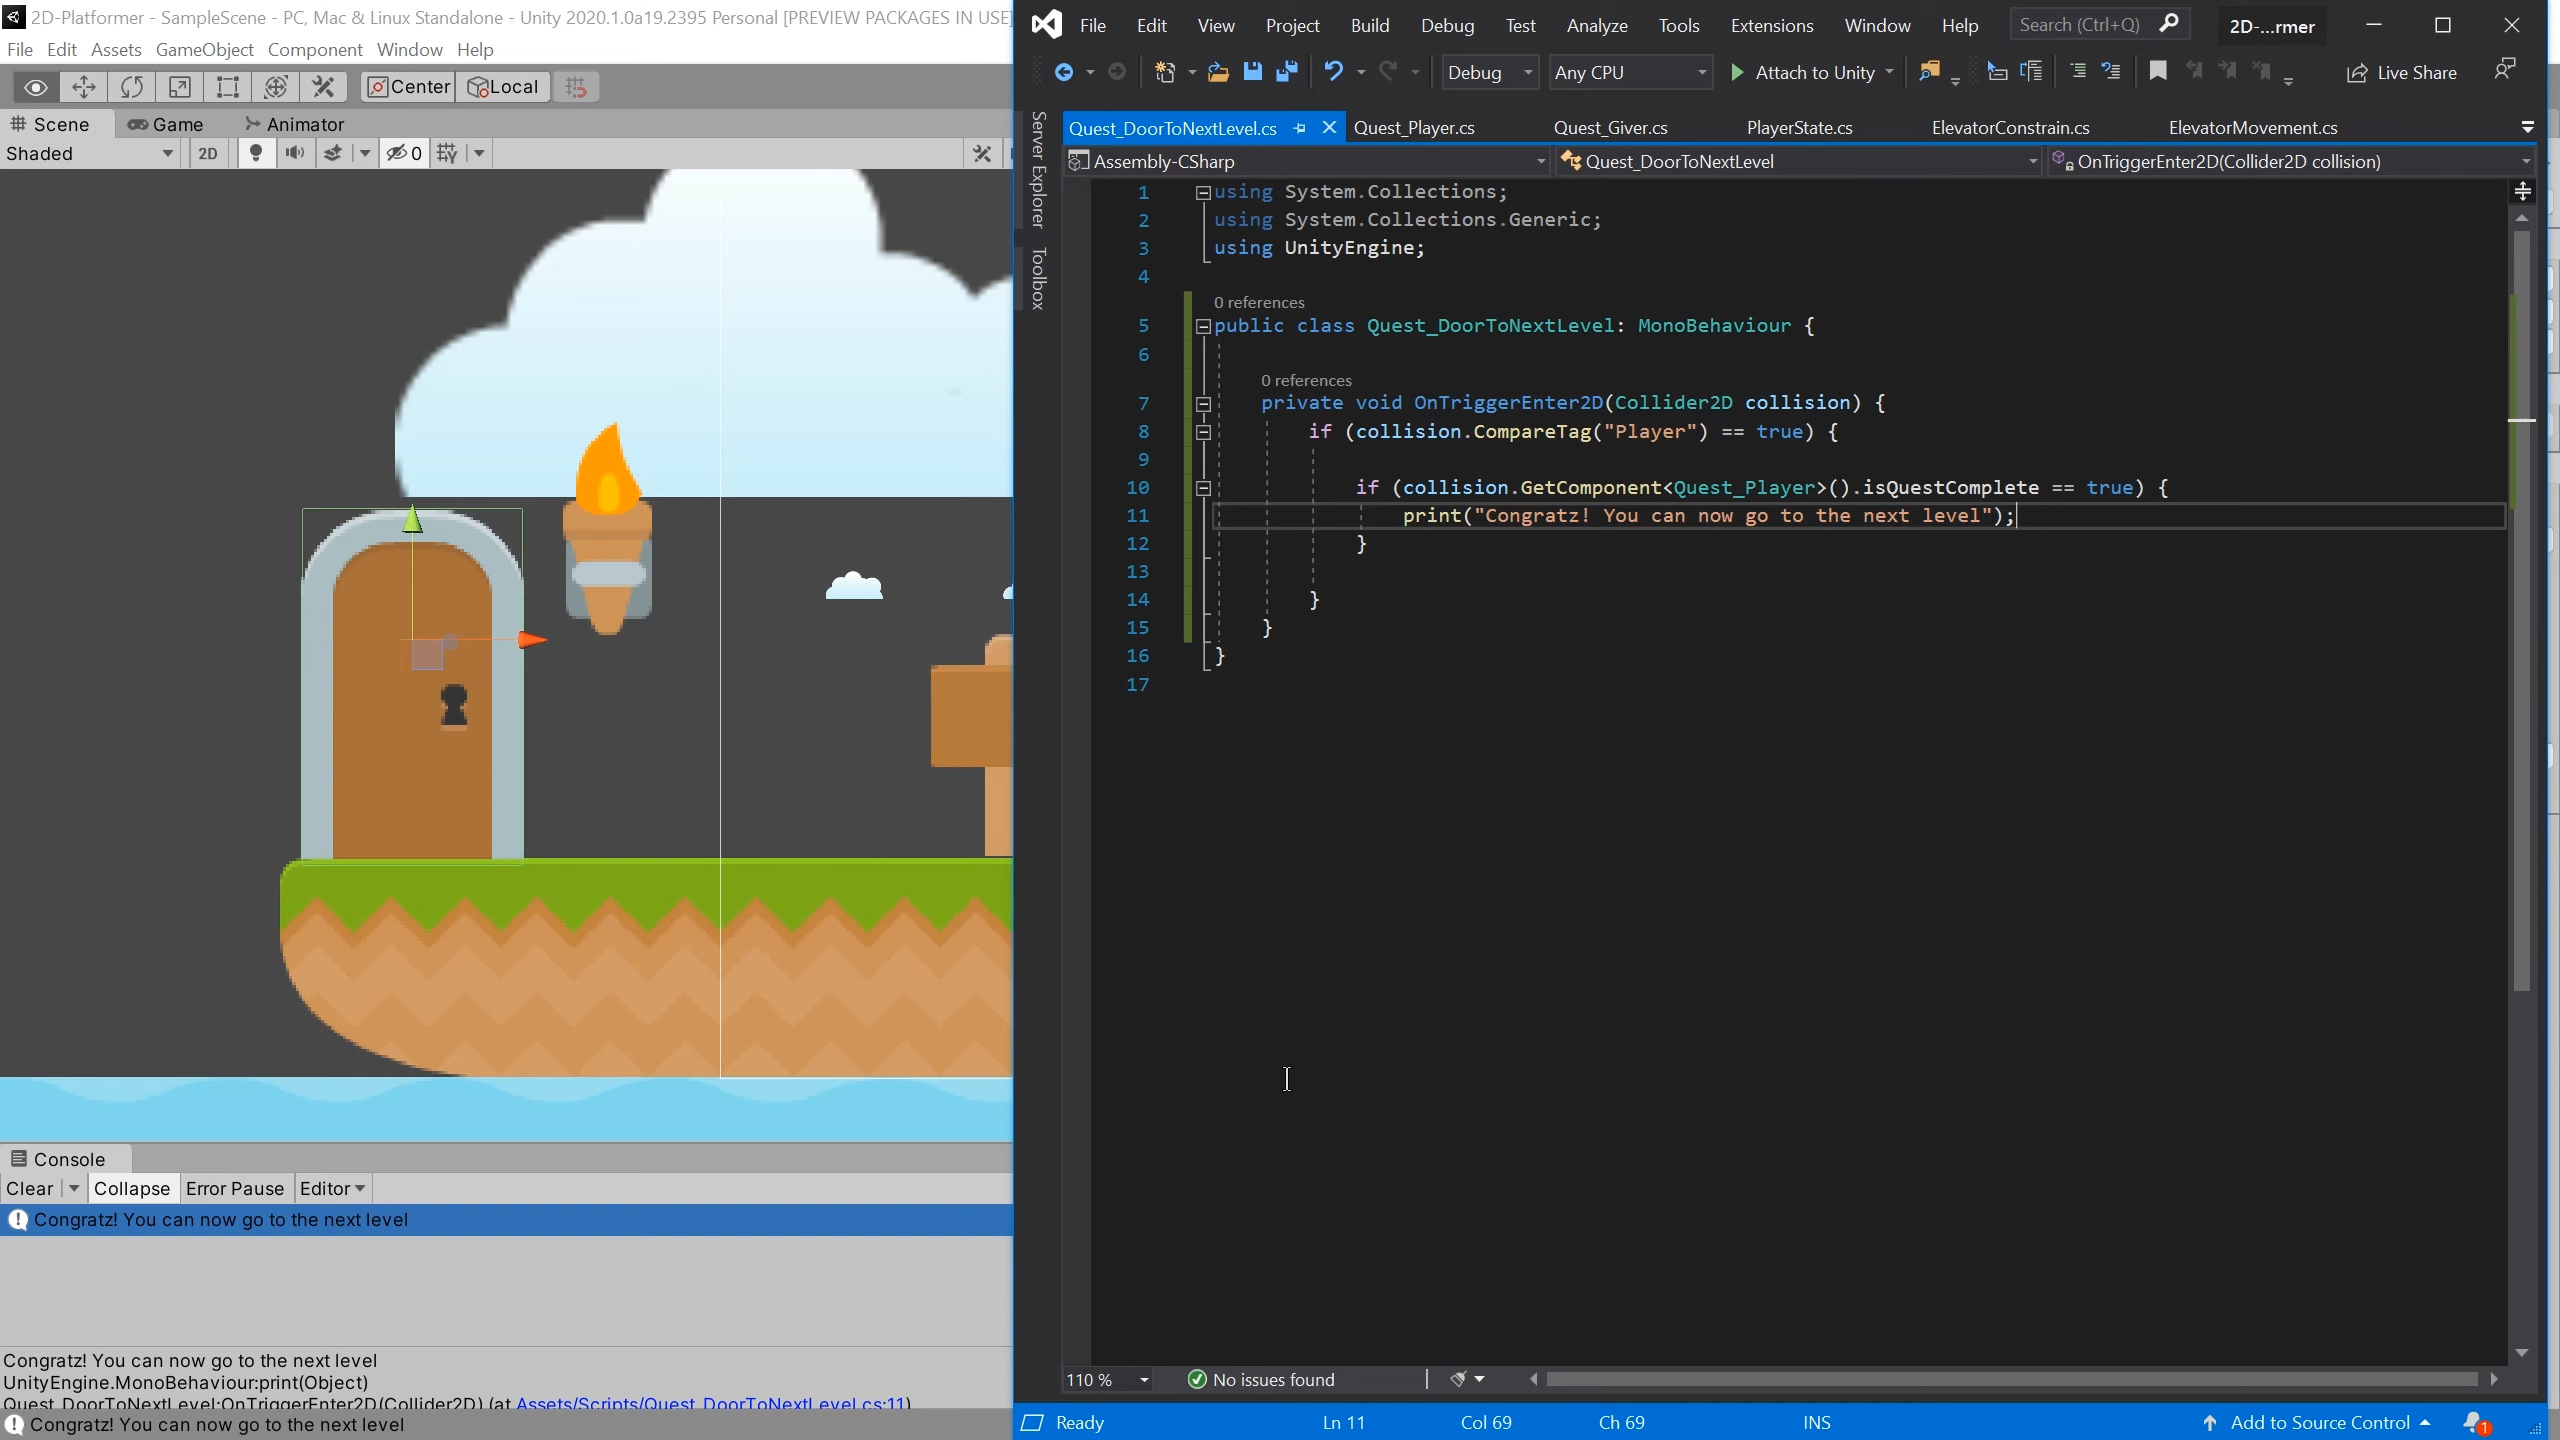 2D-Platformer - SampleScene - PC, Mac & Linux Standalone - Unity 2020.1.0a19.2395 Personal [PREVIEW PACKAGES IN USE]
File Edit Assets GameObject Component Window Help
Center Local
Scene Game Animator
Shaded 2D 0
Console
Clear Collapse Error Pause Editor
Congratz! You can now go to the next level
Congratz! You can now go to the next level
UnityEngine.MonoBehaviour:print(Object)
Quest_DoorToNextLevel:OnTriggerEnter2D(Collider2D) (at Assets/Scripts/Quest_DoorToNextLevel.cs:11)
Congratz! You can now go to the next level
File Edit View Project Build Debug Test Analyze Tools Extensions Window Help Search (Ctrl+Q) 2D-...rmer
Debug Any CPU Attach to Unity Live Share
Server Explorer
Toolbox
Quest_DoorToNextLevel.cs Quest_Player.cs Quest_Giver.cs PlayerState.cs ElevatorConstrain.cs ElevatorMovement.cs
Assembly-CSharp Quest_DoorToNextLevel OnTriggerEnter2D(Collider2D collision)
1 using System.Collections;
2 using System.Collections.Generic;
3 using UnityEngine;
4
0 references
5 public class Quest_DoorToNextLevel: MonoBehaviour {
6
0 references
7 private void OnTriggerEnter2D(Collider2D collision) {
8 if (collision.CompareTag("Player") == true) {
9
10 if (collision.GetComponent<Quest_Player>().isQuestComplete == true) {
11 print("Congratz! You can now go to the next level");
12 }
13
14 }
15 }
16 }
17
110 % No issues found
Ready Ln 11 Col 69 Ch 69 INS Add to Source Control 1